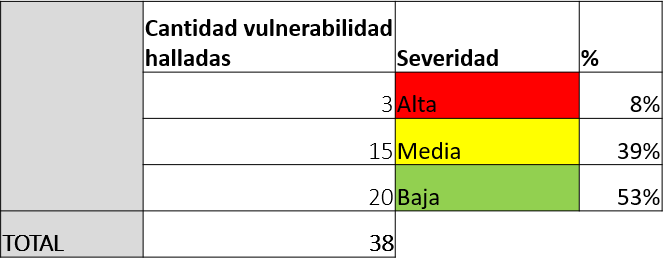 Cantidad vulnerabilidad
halladas Severidad %
3 Alta 8%
15 Media 39%
20 Baja 53%
TOTAL 38